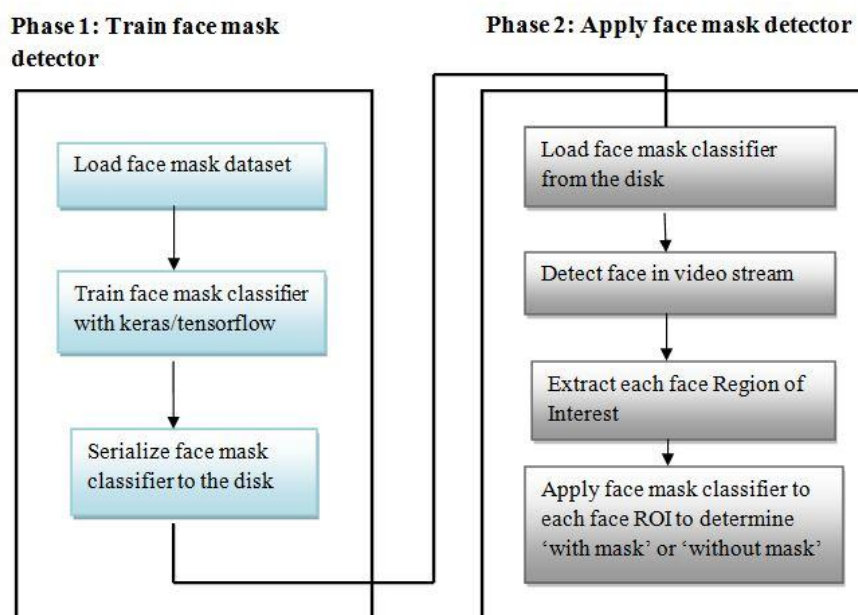 Phase 1: Train face mask
detector
Load face mask dataset
Train face mask classifier
with keras/tensorflow
Serialize face mask
classifier to the disk
Phase 2: Apply face mask detector
Load face mask classifier
from the disk
Detect face in video stream
Extract each face Region of
Interest
Apply face mask classifier to
each face ROI to determine
‘with mask’ or ‘without mask’